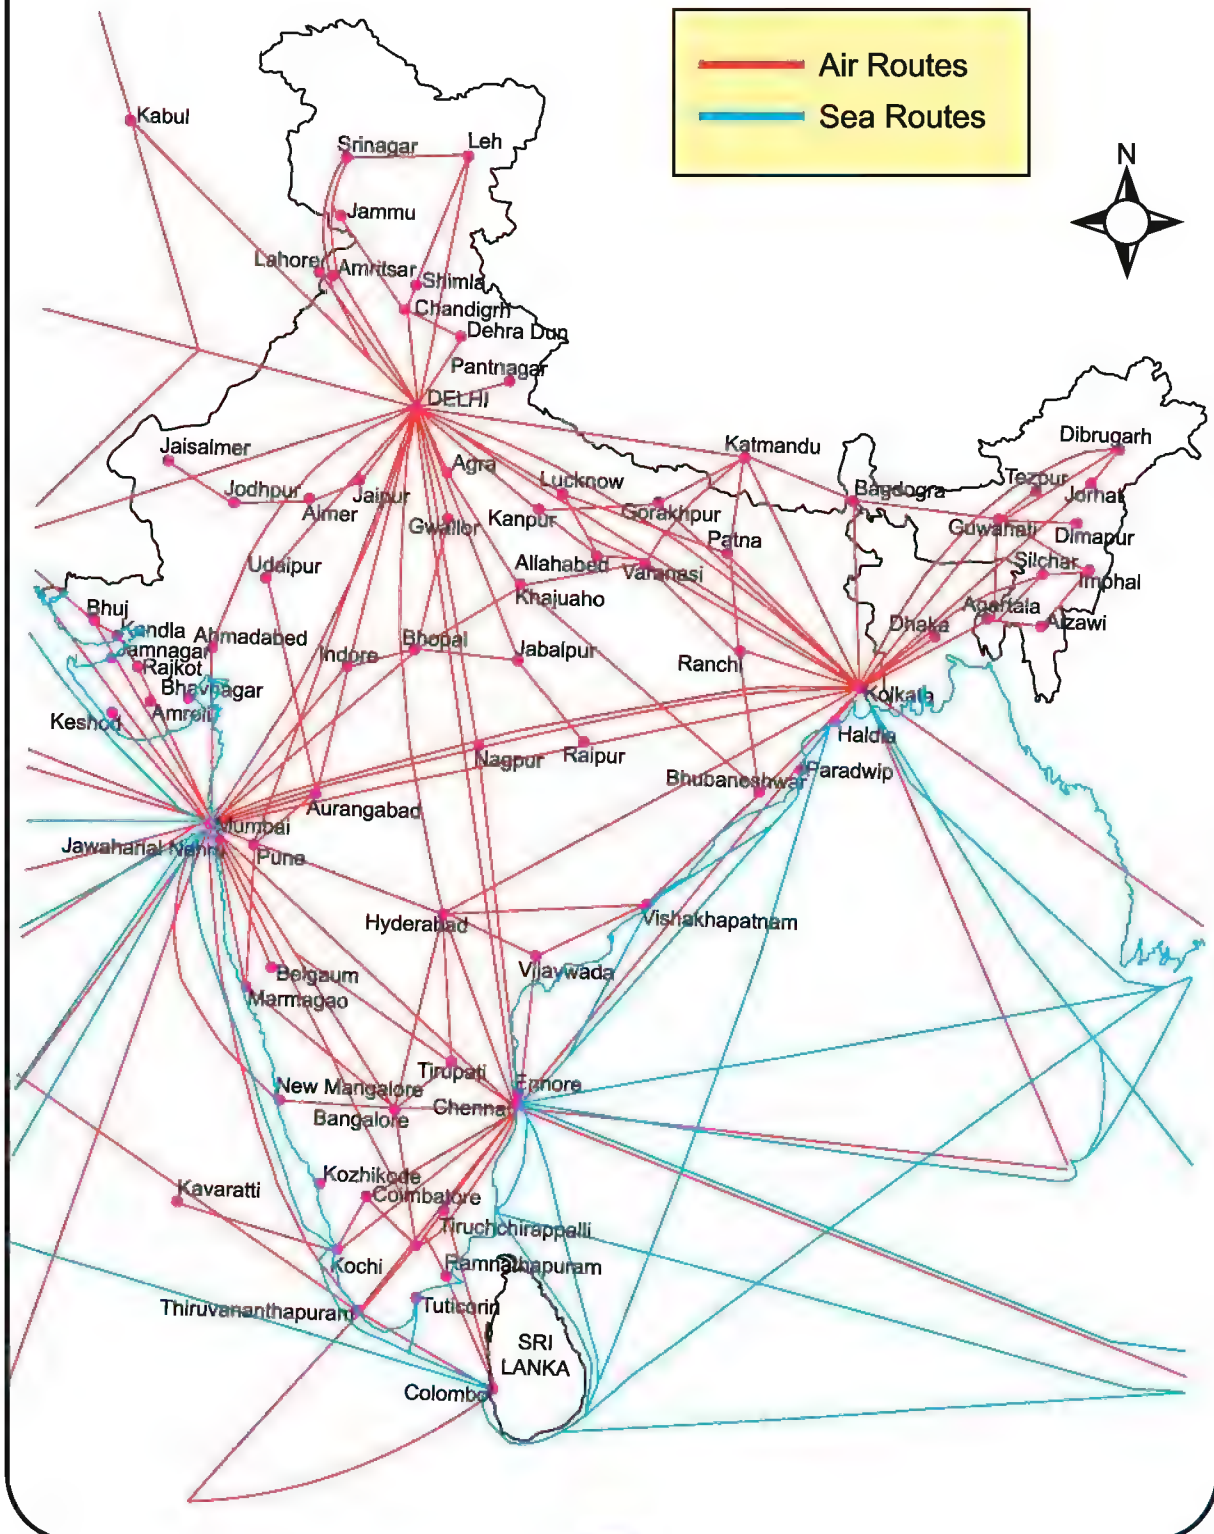 Air Routes
Sea Routes
N
Kabul
Srinagar
Leh
Jammu
Lahore
Amritsar
Shimla
Chandigrh
Dehra Dun
Pantnagar
DELHI
Jaisalmer
Agra
Katmandu
Dibrugarh
Jodhpur
Jaipur
Lucknow
Bagdogra
Tezpur
Jorhat
Ajmer
Gwalior
Kanpur
Gorakhpur
Guwahati
Dimapur
Patna
Udaipur
Allahabed
Varanasi
Silchar
Imphal
Khajuaho
Bhuj
Kandla
Ahmadabed
Agartala
Aizawi
Dhaka
Jamnagar
Indore
Bhopal
Jabalpur
Ranchi
Rajkot
Bhavnagar
Kolkata
Keshod
Amreli
Haldia
Nagpur
Raipur
Bhubaneshwar
Paradwip
Aurangabad
Mumbai
Jawaharlal Nehru
Pune
Hyderabad
Vishakhapatnam
Belgaum
Vijaywada
Marmagao
Tirupati
Ennore
New Mangalore
Chennai
Bangalore
Kozhikode
Kavaratti
Coimbatore
Tiruchchirappalli
Kochi
Ramnathapuram
Thiruvananthapuram
Tuticorin
SRI
LANKA
Colombo